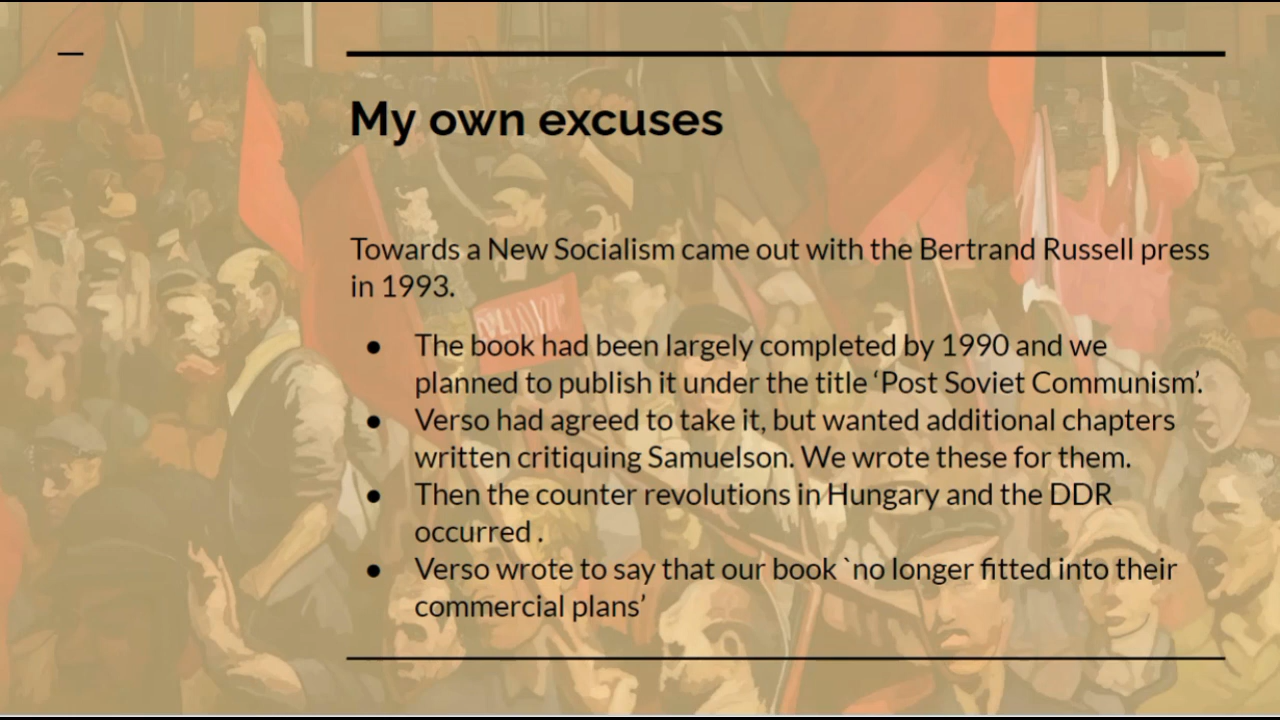 My own excuses
Towards a New Socialism came out with the Bertrand Russell press
in 1993.
● The book had been largely completed by 1990 and we
planned to publish it under the title ‘Post Soviet Communism’.
● Verso had agreed to take it, but wanted additional chapters
written critiquing Samuelson. We wrote these for them.
● Then the counter revolutions in Hungary and the DDR
occurred .
● Verso wrote to say that our book `no longer fitted into their
commercial plans’